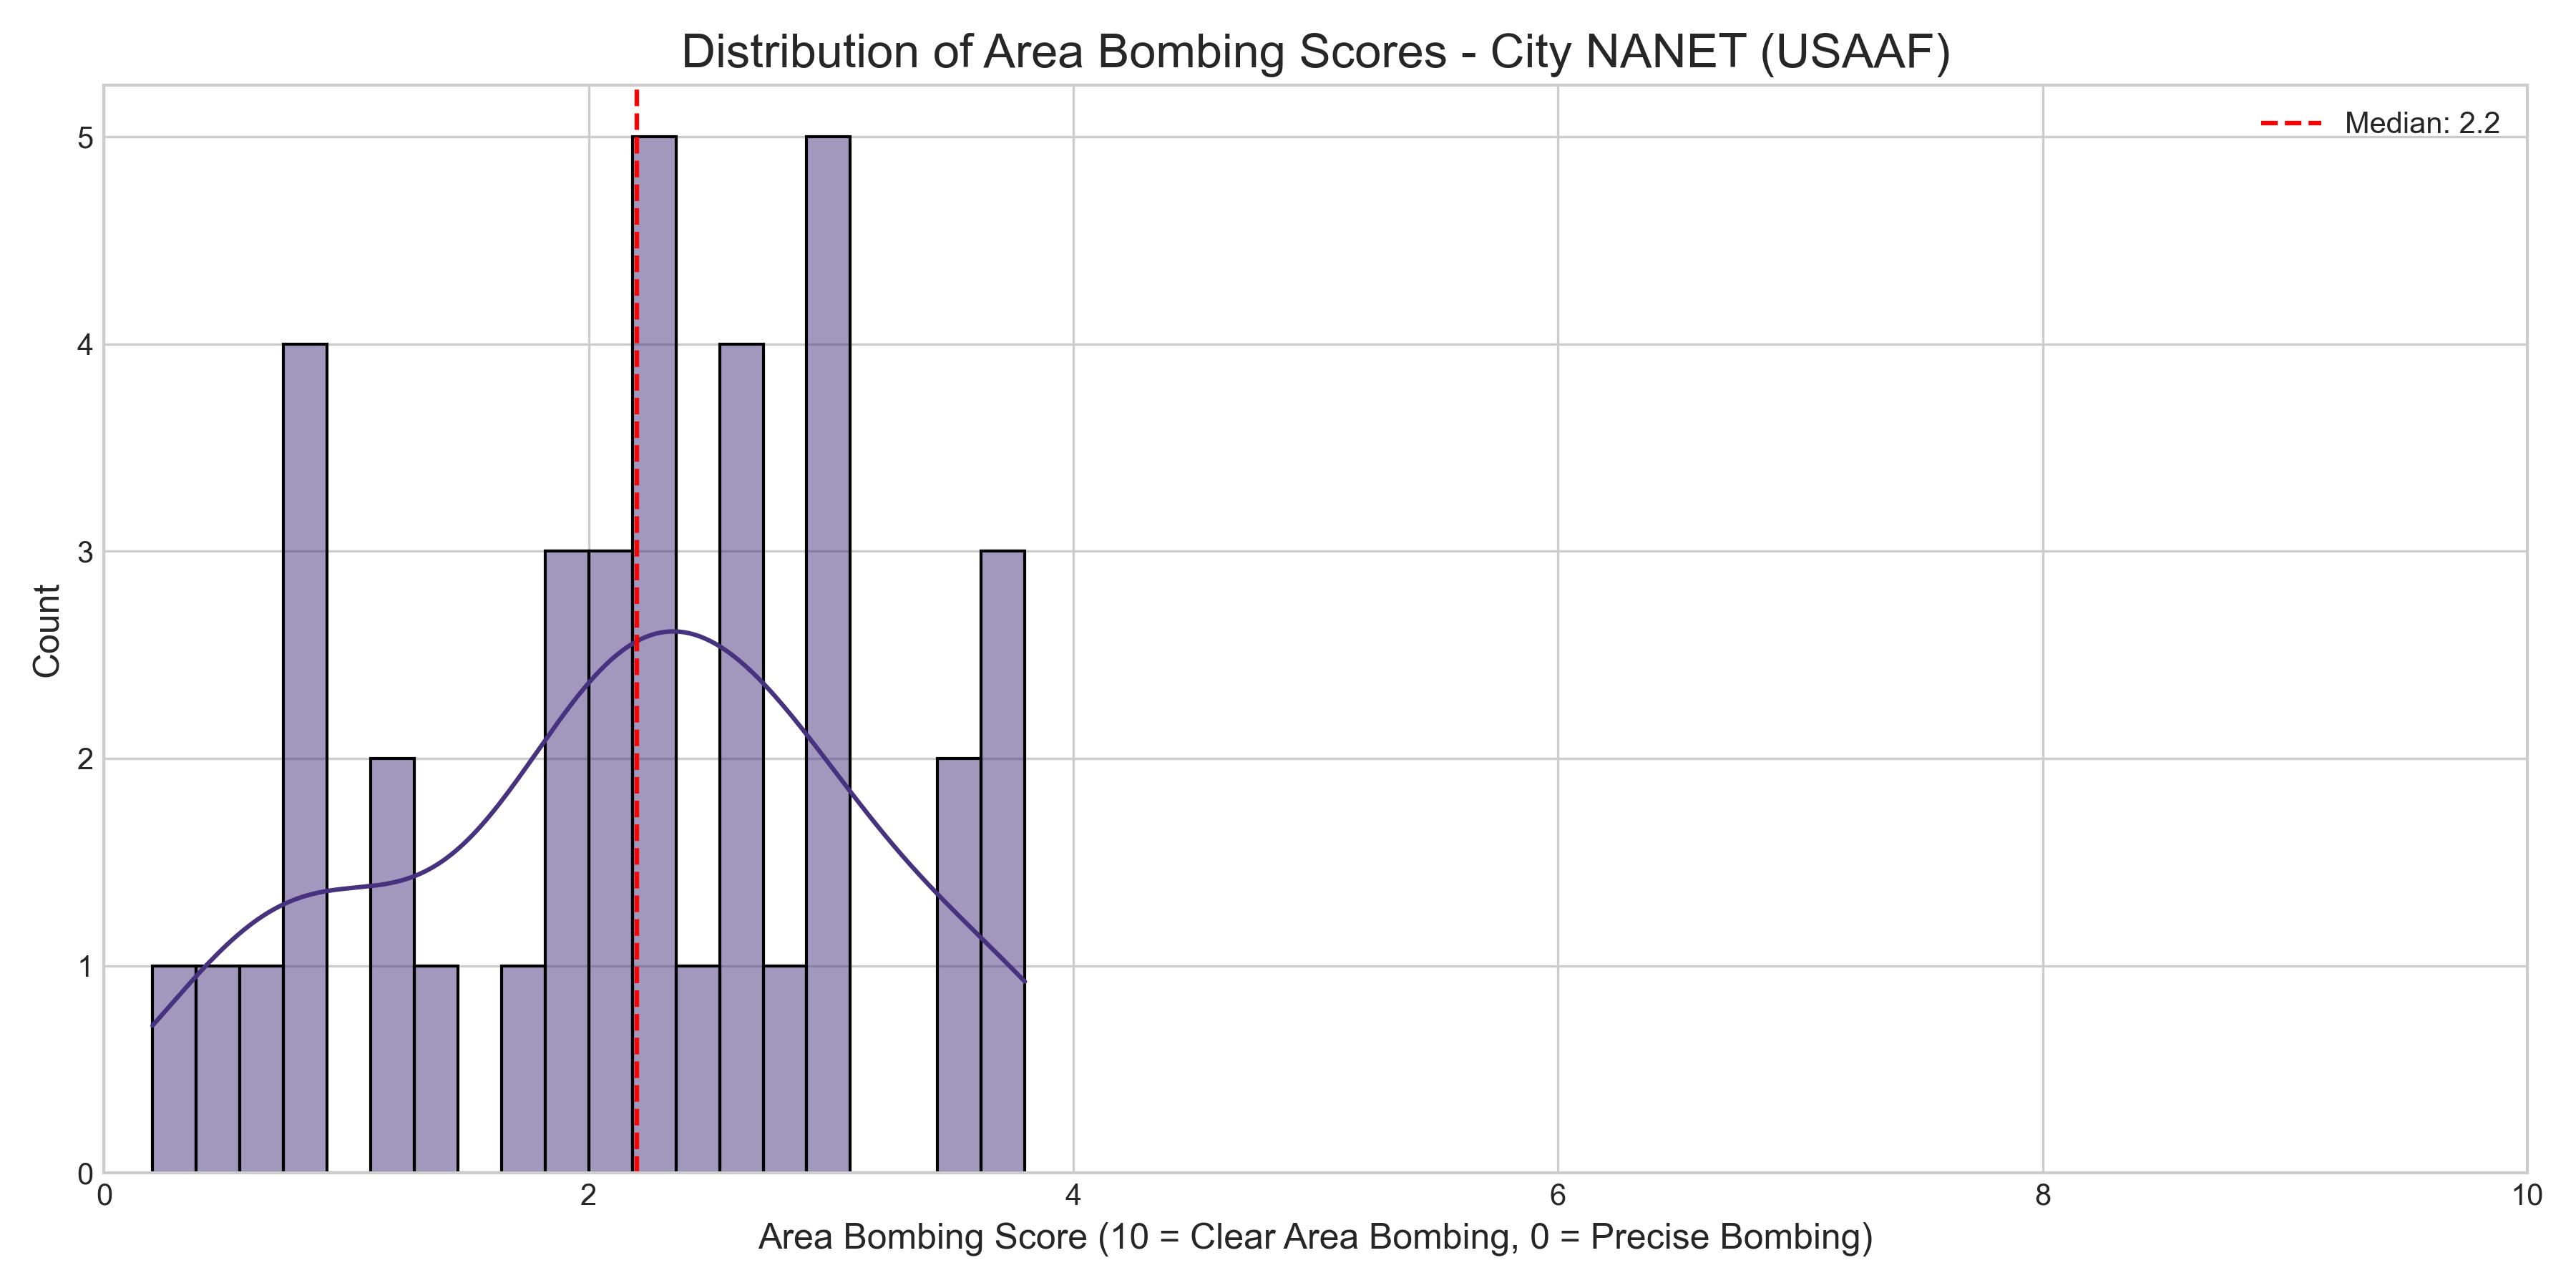 Distribution of Area Bombing Scores - City NANET (USAAF)
Median: 2.2
5
4
3
2
1
0
Count
0 2 4 6 8 10
Area Bombing Score (10 = Clear Area Bombing, 0 = Precise Bombing)